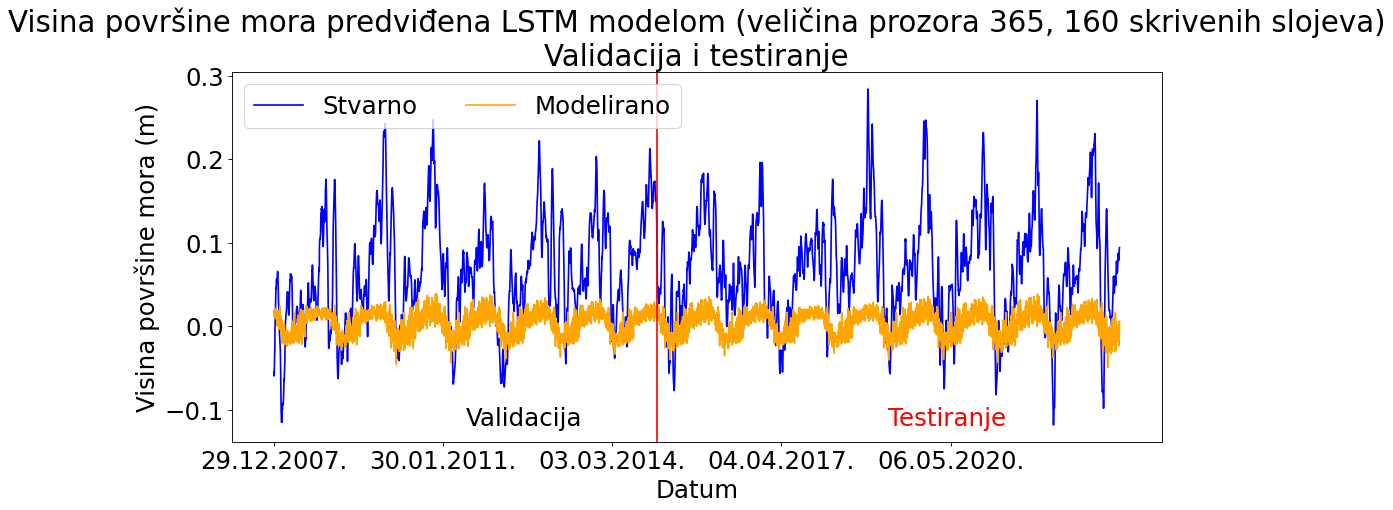 Visina površine mora predviđena LSTM modelom (veličina prozora 365, 160 skrivenih slojeva)
Validacija i testiranje
Stvarno Modelirano
Visina površine mora (m)
0.3
0.2
0.1
0.0
−0.1
Validacija Testiranje
29.12.2007. 30.01.2011. 03.03.2014. 04.04.2017. 06.05.2020.
Datum